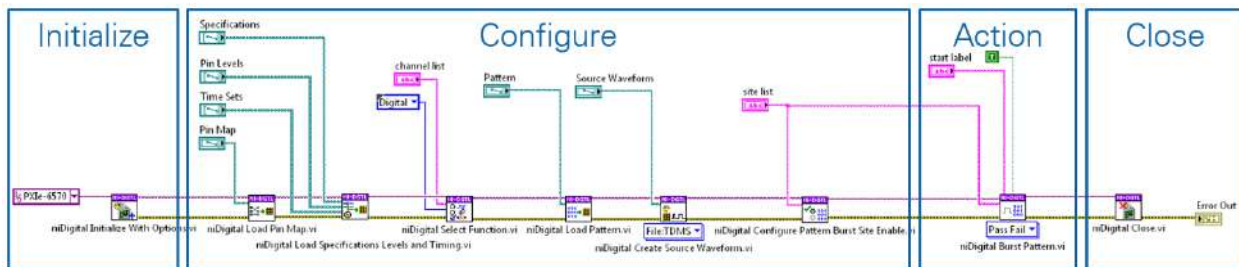 Initialize
Configure
Action
Close
Specifications
Pin Levels
Time Sets
Pin Map
channel list
Digital
Pattern
Source Waveform
site list
start label
PXIe-6570
niDigital Initialize With Options.vi
niDigital Load Pin Map.vi
niDigital Load Specifications Levels and Timing.vi
niDigital Select Function.vi
niDigital Load Pattern.vi
File:TDMS
niDigital Create Source Waveform.vi
niDigital Configure Pattern Burst Site Enable.vi
Pass Fail
niDigital Burst Pattern.vi
niDigital Close.vi
Error Out